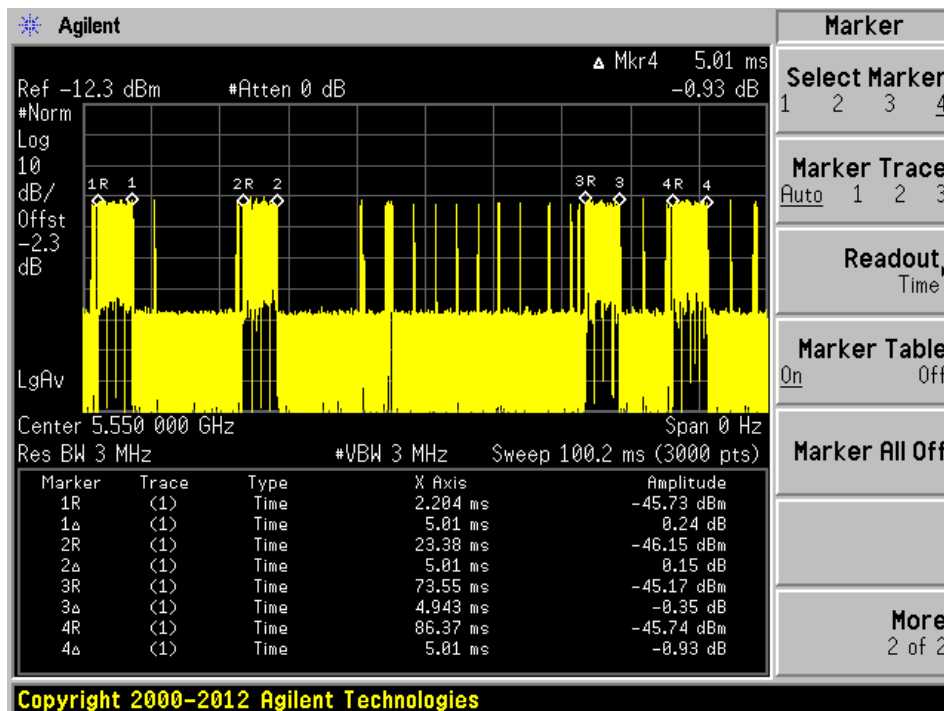 Agilent
Marker
Δ Mkr4 5.01 ms
Ref -12.3 dBm #Atten 0 dB -0.93 dB
#Norm
Log
10
dB/
Offst
-2.3
dB
1R 1 2R 2 3R 3 4R 4
LgAv
Center 5.550 000 GHz Span 0 Hz
Res BW 3 MHz #VBW 3 MHz Sweep 100.2 ms (3000 pts)
Marker Trace Type X Axis Amplitude
1R (1) Time 2.204 ms -45.73 dBm
1Δ (1) Time 5.01 ms 0.24 dB
2R (1) Time 23.38 ms -46.15 dBm
2Δ (1) Time 5.01 ms 0.15 dB
3R (1) Time 73.55 ms -45.17 dBm
3Δ (1) Time 4.943 ms -0.35 dB
4R (1) Time 86.37 ms -45.74 dBm
4Δ (1) Time 5.01 ms -0.93 dB
Select Marker
1 2 3 4
Marker Trace
Auto 1 2 3
Readout,
Time
Marker Table
On Off
Marker All Off
More
2 of 2
Copyright 2000-2012 Agilent Technologies